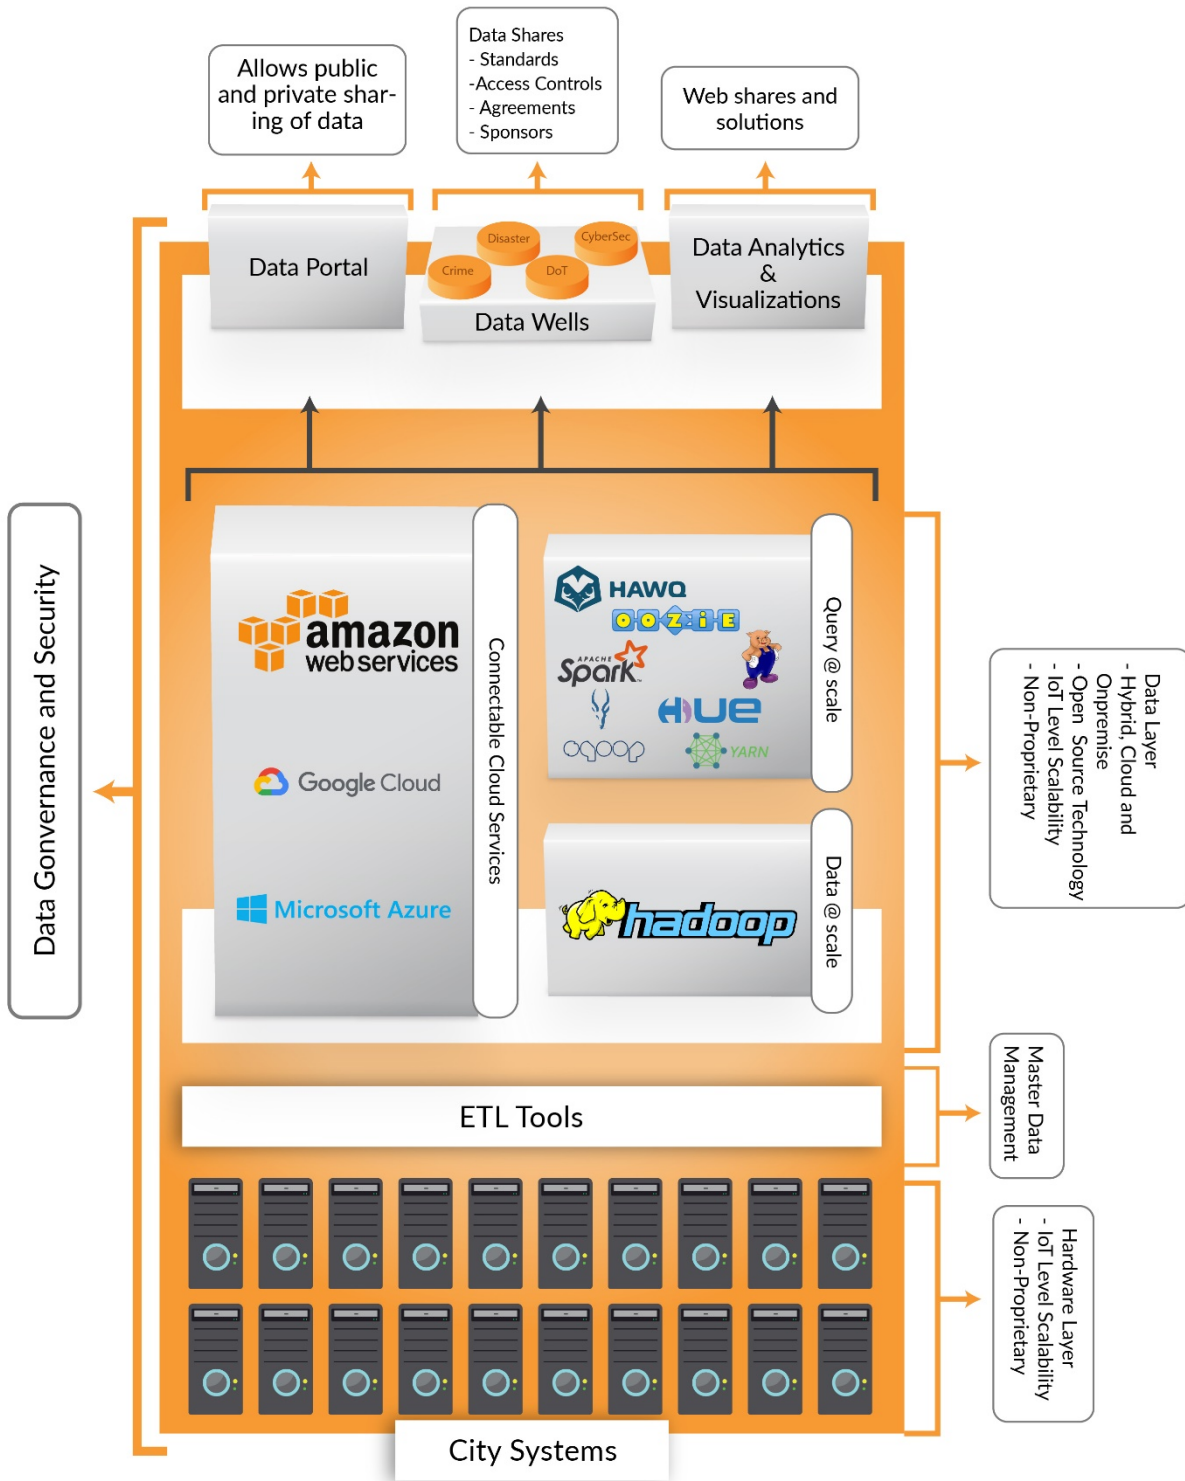 Allows public
and private shar-
ing of data
Data Shares
- Standards
-Access Controls
- Agreements
- Sponsors
Web shares and
solutions
Data Portal
Disaster
CyberSec
Crime
DoT
Data Wells
Data Analytics
&
Visualizations
Data Gonvernance and Security
amazon
web services
Google Cloud
Microsoft Azure
Connectable Cloud Services
HAWQ
OOZiE
APACHE
Spark™
HUE
sqoop
YARN
Query @ scale
hadoop
Data @ scale
Data Layer
- Hybrid, Cloud and
Onpremise
- Open Source Technology
- IoT Level Scalability
- Non-Proprietary
ETL Tools
Master Data
Management
Hardware Layer
- IoT Level Scalability
- Non-Proprietary
City Systems